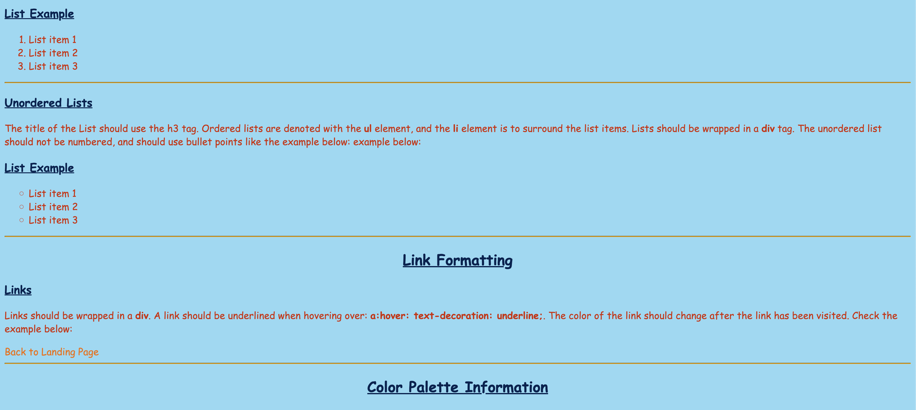 List Example
1. List item 1
2. List item 2
3. List item 3
Unordered Lists
The title of the List should use the h3 tag. Ordered lists are denoted with the ul element, and the li element is to surround the list items. Lists should be wrapped in a div tag. The unordered list
should not be numbered, and should use bullet points like the example below: example below:
List Example
○ List item 1
○ List item 2
○ List item 3
Link Formatting
Links
Links should be wrapped in a div. A link should be underlined when hovering over: a:hover: text-decoration: underline;. The color of the link should change after the link has been visited. Check the
example below:
Back to Landing Page
Color Palette Information